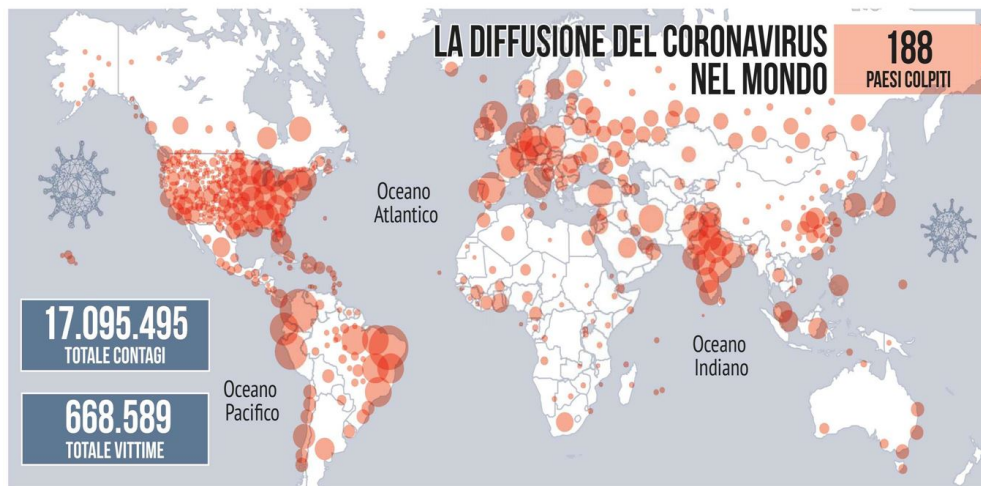 LA DIFFUSIONE DEL CORONAVIRUS
NEL MONDO
188
PAESI COLPITI
Oceano
Atlantico
17.095.495
TOTALE CONTAGI
Oceano
Indiano
Oceano
Pacifico
668.589
TOTALE VITTIME